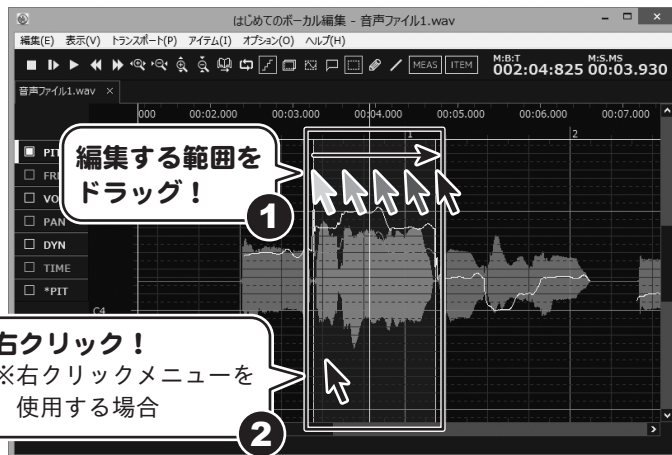 はじめてのボーカル編集 - 音声ファイル1.wav
編集(E) 表示(V) トランスポート(P) アイテム(I) オプション(O) ヘルプ(H)
MEAS ITEM M:B:T 002:04:825 M:S.MS 00:03.930
音声ファイル1.wav ×
000 00:02.000 00:03.000 00:04.000 00:05.000 00:06.000 00:07.000
1 2
編集する範囲を
ドラッグ!
1
PIT
FR
VO
PAN
DYN
TIME
*PIT
C4
右クリック!
※右クリックメニューを
使用する場合
2